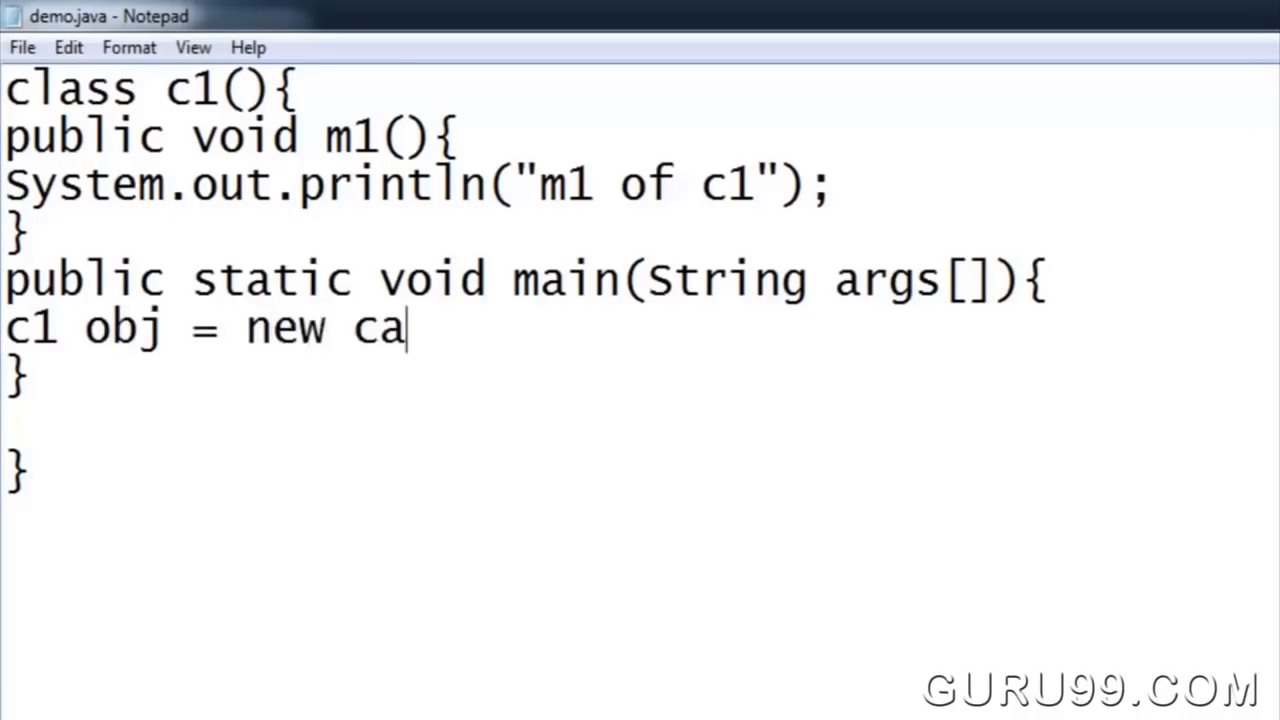 demo.java - Notepad
File Edit Format View Help
class c1(){
public void m1(){
System.out.println("m1 of c1");
}
public static void main(String args[]){
c1 obj = new ca
}
}
GURU99.COM